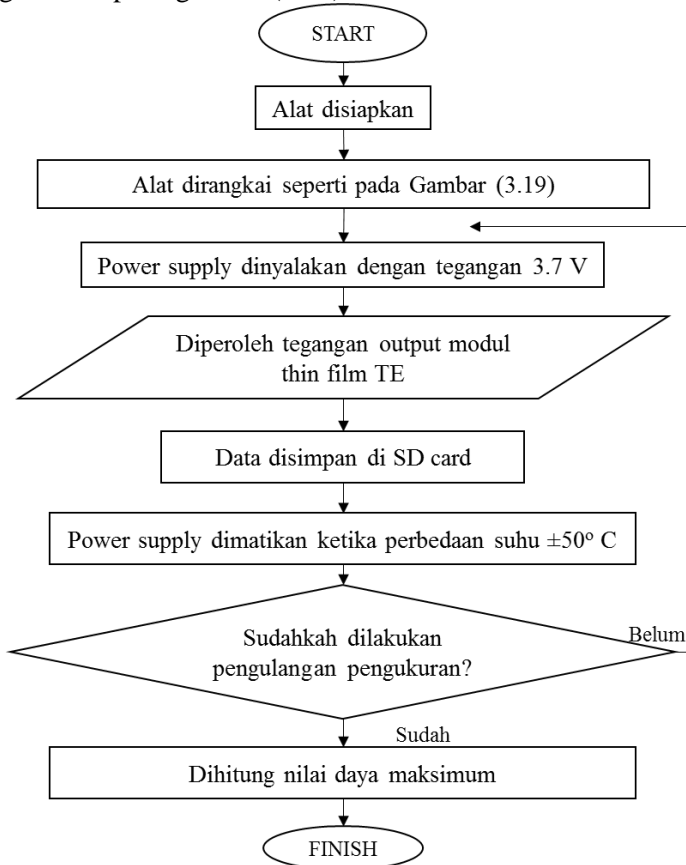 START
Alat disiapkan
Alat dirangkai seperti pada Gambar (3.19)
Power supply dinyalakan dengan tegangan 3.7 V
Diperoleh tegangan output modul
thin film TE
Data disimpan di SD card
Power supply dimatikan ketika perbedaan suhu ±50° C
Sudahkah dilakukan
pengulangan pengukuran?
Belum
Sudah
Dihitung nilai daya maksimum
FINISH